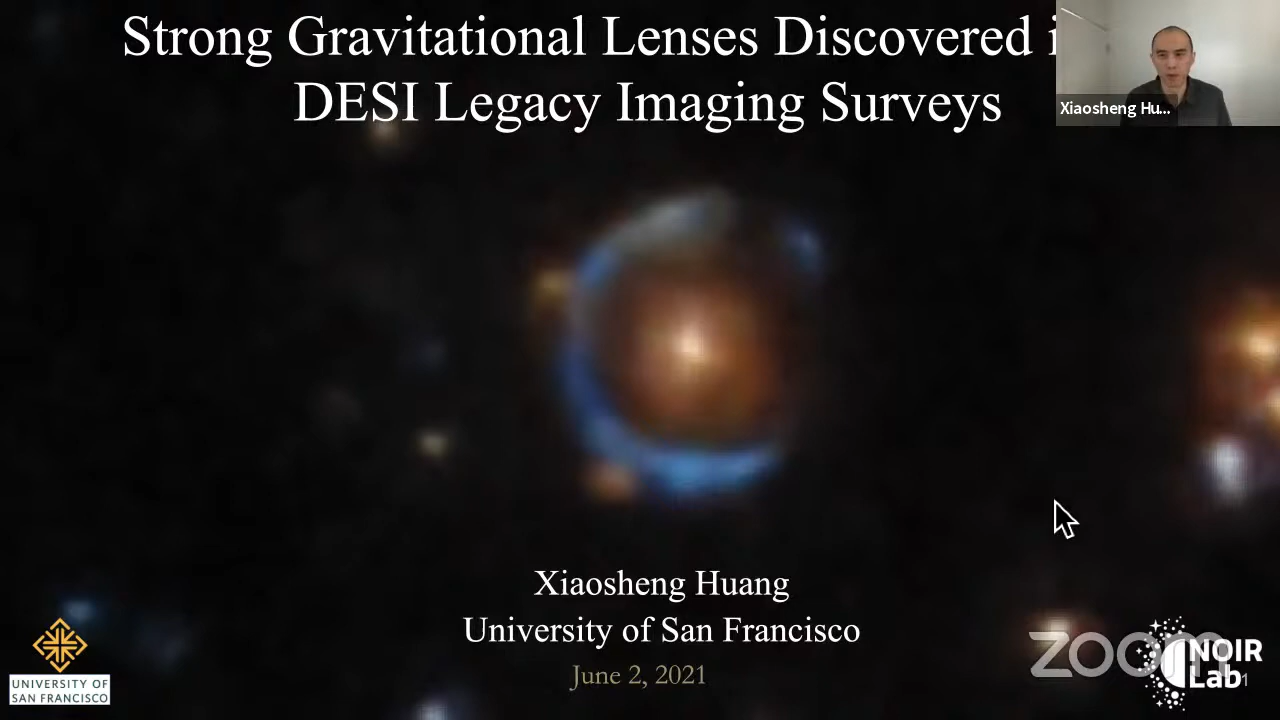 Strong Gravitational Lenses Discovered i
DESI Legacy Imaging Surveys
Xiaosheng Hu...
Xiaosheng Huang
University of San Francisco
June 2, 2021
UNIVERSITY OF
SAN FRANCISCO
zoom
NOIR
Lab
1